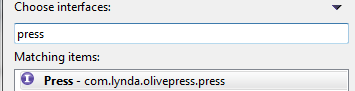 Choose interfaces:
press
Matching items:
Press - com.lynda.olivepress.press